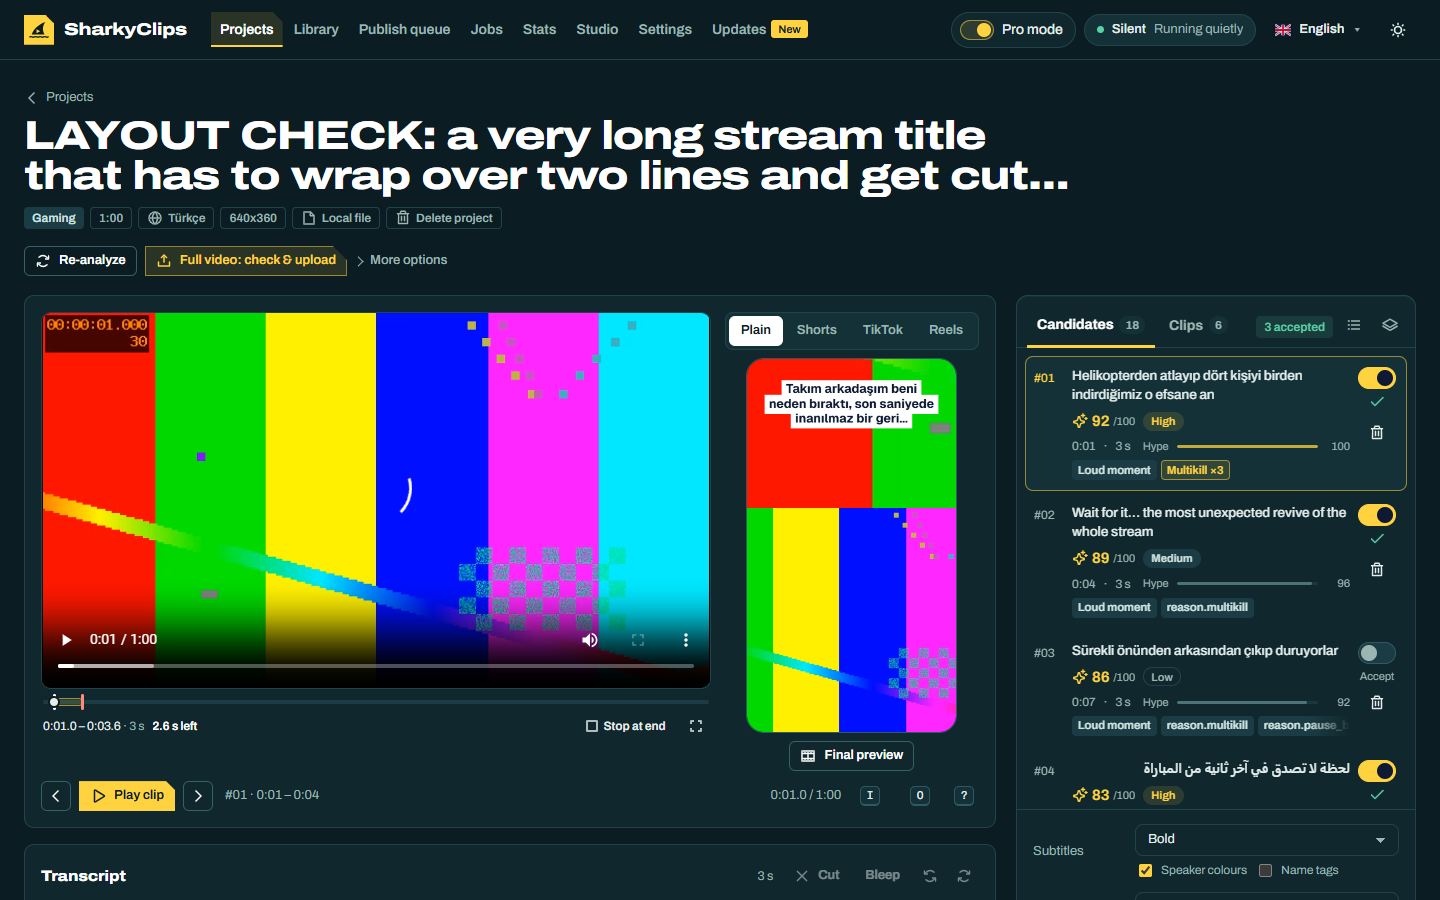 SharkyClips
Projects
Library
Publish queue
Jobs
Stats
Studio
Settings
Updates New
Pro mode
Silent Running quietly
English
Projects
LAYOUT CHECK: a very long stream title
that has to wrap over two lines and get cut...
Gaming
1:00
Türkçe
640x360
Local file
Delete project
Re-analyze
Full video: check & upload
More options
00:00:01.000
30
0:01 / 1:00
0:01.0 – 0:03.6 · 3 s 2.6 s left
Stop at end
Plain
Shorts
TikTok
Reels
Takım arkadaşım beni
neden bıraktı, son saniyede
inanılmaz bir geri...
Final preview
Play clip
#01 · 0:01 – 0:04
0:01.0 / 1:00
I
O
?
Transcript
3 s
Cut
Bleep
Candidates 18
Clips 6
3 accepted
#01
Helikopterden atlayıp dört kişiyi birden
indirdiğimiz o efsane an
92 /100 High
0:01 · 3 s Hype 100
Loud moment Multikill ×3
#02
Wait for it... the most unexpected revive of the
whole stream
89 /100 Medium
0:04 · 3 s Hype 96
Loud moment reason.multikill
#03
Sürekli önünden arkasından çıkıp duruyorlar
Accept
86 /100 Low
0:07 · 3 s Hype 92
Loud moment reason.multikill reason.pause_
#04
لحظة لا تصدق في آخر ثانية من المباراة
83 /100 High
Subtitles
Bold
Speaker colours
Name tags